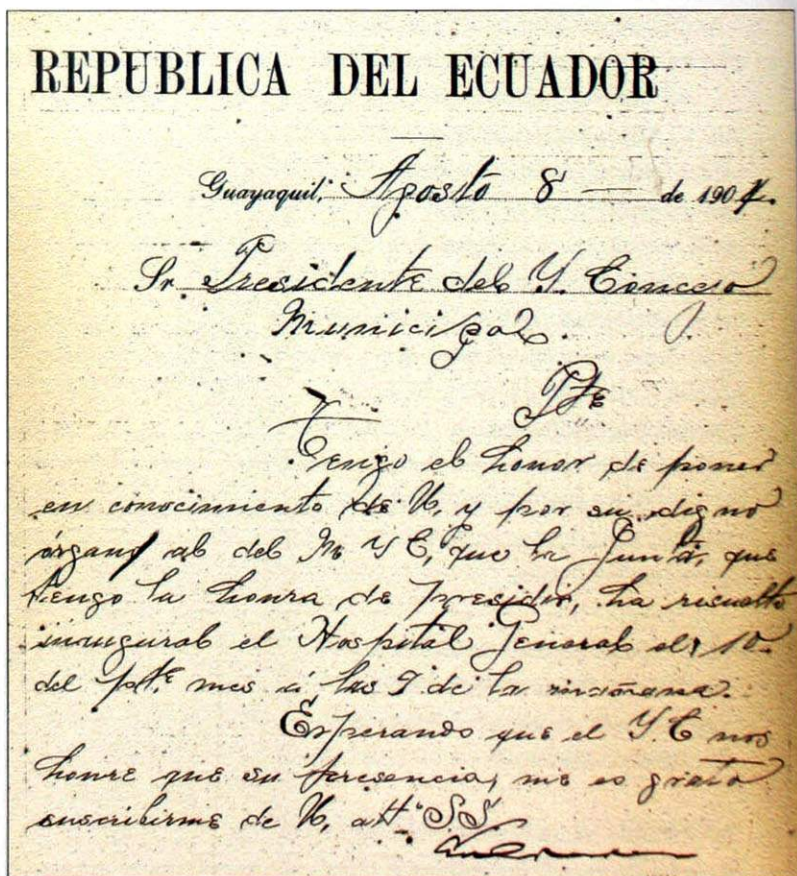 REPUBLICA DEL ECUADOR
Guayaquil, Agosto 8 — de 1904.
Sr. Presidente del Y. Concejo
Municipal.
Pte
Tengo el honor de poner
en conocimiento de U, y por su digno
órgano al del M Y C, que la Junta, que
tengo la honra de presidir, ha resuelto
inaugurar el Hospital General el 10
del pte mes á las 9 de la mañana.
Esperando que el Y. C nos
honre que su presencia, me es grato
suscribirme de U, att° SS.